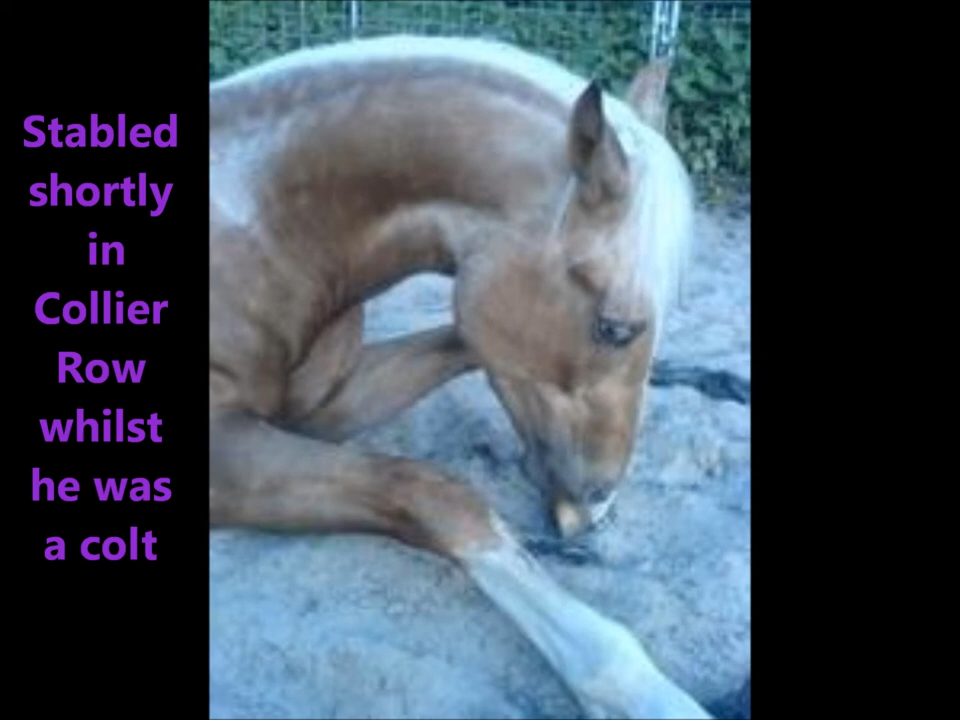 Stabled
shortly
in
Collier
Row
whilst
he was
a colt